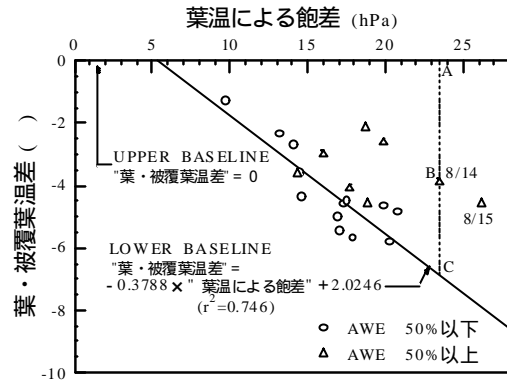 葉温による飽差 (hPa)
0 5 10 15 20 25
葉・被覆葉温差 ( )
0
-2
-4
-6
-8
-10
A
B 8/14
8/15
C
UPPER BASELINE
"葉・被覆葉温差" = 0
LOWER BASELINE
"葉・被覆葉温差" =
- 0.3788 × " 葉温による飽差" + 2.0246
(r²=0.746)
○ AWE 50%以下
△ AWE 50%以上